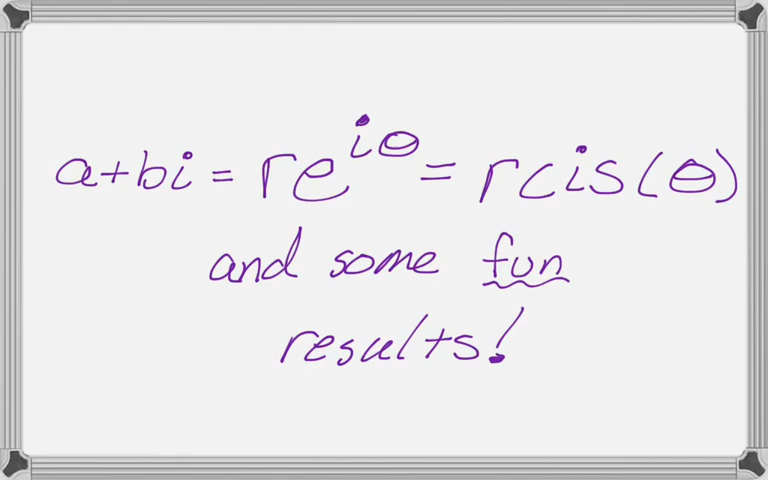 a+bi = re^{iθ} = rcis(θ)
and some fun
results!